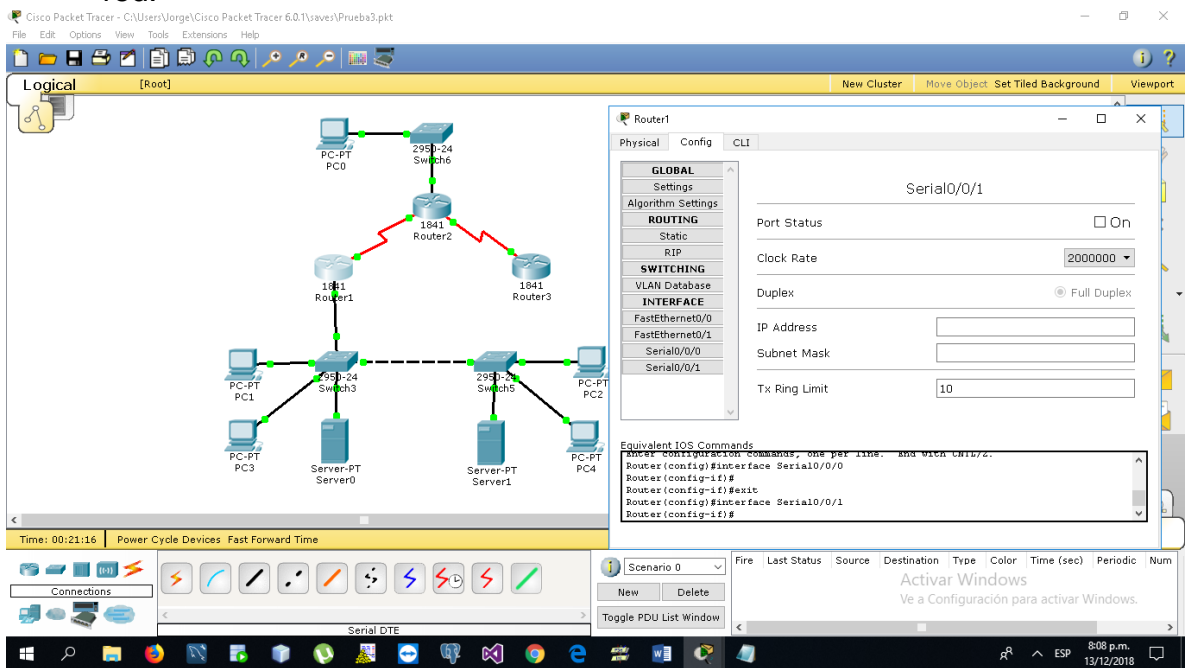 Cisco Packet Tracer - C:\Users\Jorge\Cisco Packet Tracer 6.0.1\saves\Prueba3.pkt
File Edit Options View Tools Extensions Help
Logical [Root] New Cluster Move Object Set Tiled Background Viewport
PC-PT
PC0
2950-24
Switch6
1841
Router2
1841
Router1
1841
Router3
PC-PT
PC1
2950-24
Switch3
2950-24
Switch5
PC-PT
PC2
PC-PT
PC3
Server-PT
Server0
Server-PT
Server1
PC-PT
PC4
Router1
Physical Config CLI
GLOBAL
Settings
Algorithm Settings
ROUTING
Static
RIP
SWITCHING
VLAN Database
INTERFACE
FastEthernet0/0
FastEthernet0/1
Serial0/0/0
Serial0/0/1
Serial0/0/1
Port Status On
Clock Rate 2000000
Duplex Full Duplex
IP Address
Subnet Mask
Tx Ring Limit 10
Equivalent IOS Commands
Enter configuration commands, one per line. End with CNTL/Z.
Router(config)#interface Serial0/0/0
Router(config-if)#
Router(config-if)#exit
Router(config)#interface Serial0/0/1
Router(config-if)#
Time: 00:21:16 Power Cycle Devices Fast Forward Time
Connections
Serial DTE
Scenario 0
New Delete
Toggle PDU List Window
Fire Last Status Source Destination Type Color Time (sec) Periodic Num
Activar Windows
Ve a Configuración para activar Windows.
ESP
8:08 p.m.
13/12/2018